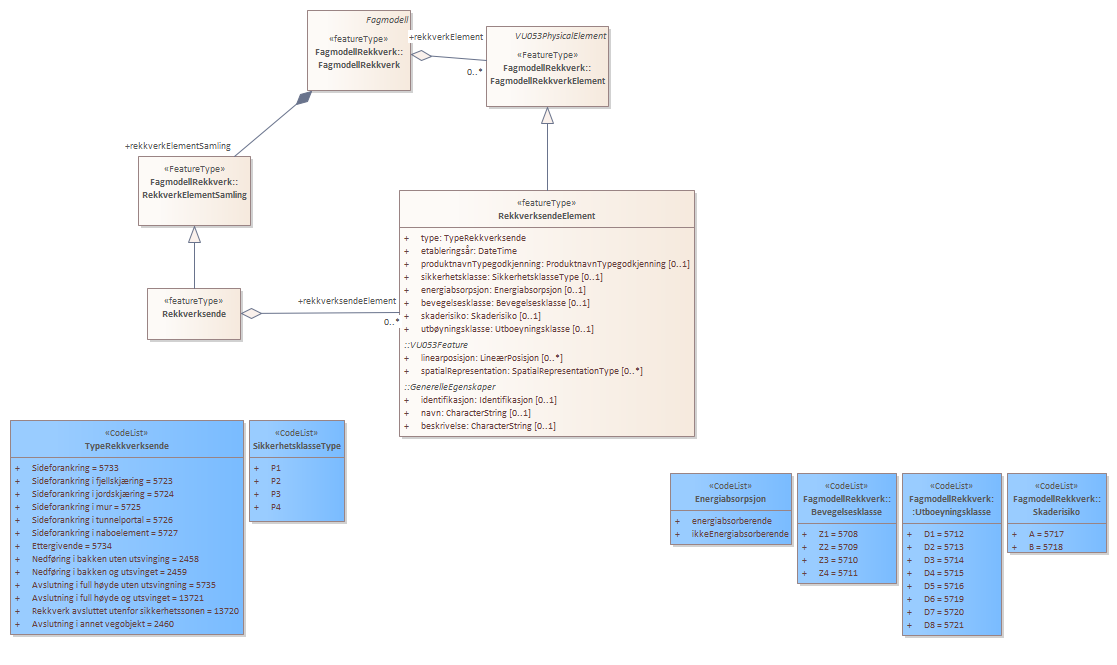 Fagmodell
«featureType»
FagmodellRekkverk::
FagmodellRekkverk
+rekkverkElement
0..*
VU053PhysicalElement
«FeatureType»
FagmodellRekkverk::
FagmodellRekkverkElement
+rekkverkElementSamling
«FeatureType»
FagmodellRekkverk::
RekkverkElementSamling
«featureType»
Rekkverksende
+rekkverksendeElement
0..*
«featureType»
RekkverksendeElement
+ type: TypeRekkverksende
+ etableringsår: DateTime
+ produktnavnTypegodkjenning: ProduktnavnTypegodkjenning [0..1]
+ sikkerhetsklasse: SikkerhetsklasseType [0..1]
+ energiabsorpsjon: Energiabsorpsjon [0..1]
+ bevegelsesklasse: Bevegelsesklasse [0..1]
+ skaderisiko: Skaderisiko [0..1]
+ utbøyningsklasse: Utboeyningsklasse [0..1]
::VU053Feature
+ linearposisjon: LineærPosisjon [0..*]
+ spatialRepresentation: SpatialRepresentationType [0..*]
::GenerelleEgenskaper
+ identifikasjon: Identifikasjon [0..1]
+ navn: CharacterString [0..1]
+ beskrivelse: CharacterString [0..1]
«CodeList»
TypeRekkverksende
+ Sideforankring = 5733
+ Sideforankring i fjellskjæring = 5723
+ Sideforankring i jordskjæring = 5724
+ Sideforankring i mur = 5725
+ Sideforankring i tunnelportal = 5726
+ Sideforankring i naboelement = 5727
+ Ettergivende = 5734
+ Nedføring i bakken uten utsvinging = 2458
+ Nedføring i bakken og utsvinget = 2459
+ Avslutning i full høyde uten utsvingning = 5735
+ Avslutning i full høyde og utsvinget = 13721
+ Rekkverk avsluttet utenfor sikkerhetssonen = 13720
+ Avslutning i annet vegobjekt = 2460
«CodeList»
SikkerhetsklasseType
+ P1
+ P2
+ P3
+ P4
«CodeList»
Energiabsorpsjon
+ energiabsorberende
+ ikkeEnergiabsorberende
«CodeList»
FagmodellRekkverk::
Bevegelsesklasse
+ Z1 = 5708
+ Z2 = 5709
+ Z3 = 5710
+ Z4 = 5711
«CodeList»
FagmodellRekkverk:
:Utboeyningsklasse
+ D1 = 5712
+ D2 = 5713
+ D3 = 5714
+ D4 = 5715
+ D5 = 5716
+ D6 = 5719
+ D7 = 5720
+ D8 = 5721
«CodeList»
FagmodellRekkverk::
Skaderisiko
+ A = 5717
+ B = 5718